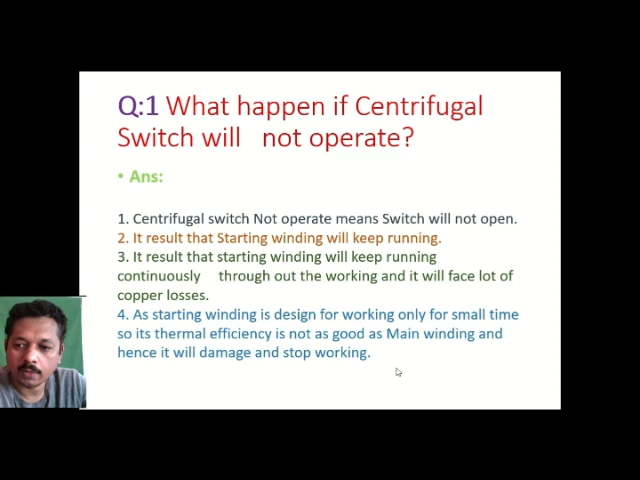 Q:1 What happen if Centrifugal
Switch will not operate?
• Ans:
1. Centrifugal switch Not operate means Switch will not open.
2. It result that Starting winding will keep running.
3. It result that starting winding will keep running
continuously through out the working and it will face lot of
copper losses.
4. As starting winding is design for working only for small time
so its thermal efficiency is not as good as Main winding and
hence it will damage and stop working.